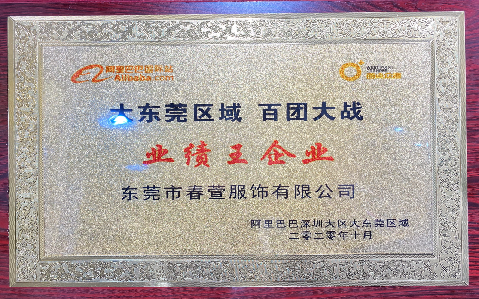 Alibaba.com
大东莞区域 百团大战
业绩王企业
东莞市春萱服饰有限公司
阿里巴巴深圳大区大东莞区域
二零二零年十月